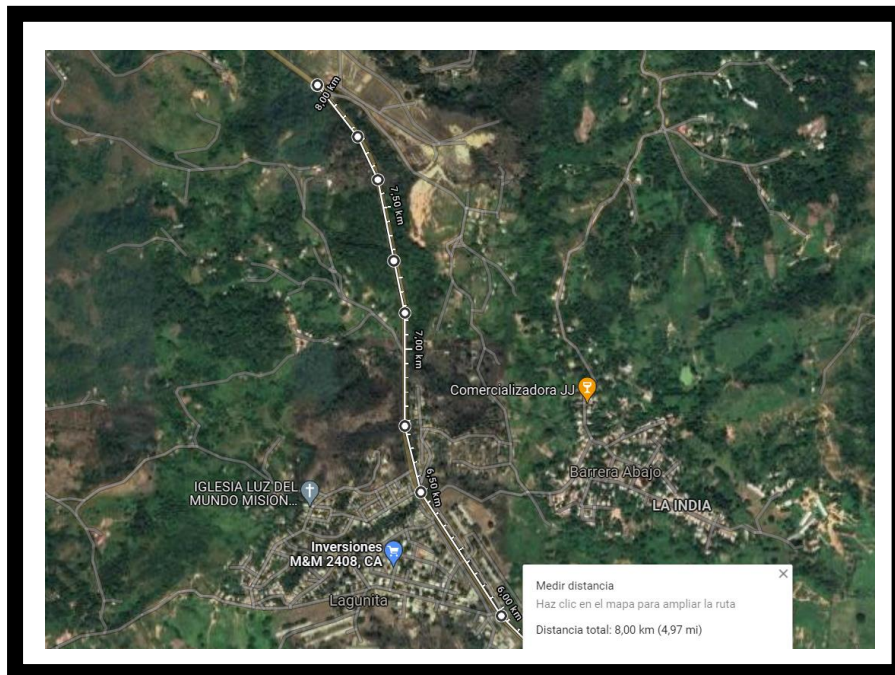 8,00 km
7,50 km
7,00 km
Comercializadora JJ
6,50 km
Barrera Abajo
IGLESIA LUZ DEL
MUNDO MISION...
LA INDIA
Inversiones
M&M 2408, CA
Lagunita
6,00 km
Medir distancia
Haz clic en el mapa para ampliar la ruta
Distancia total: 8,00 km (4,97 mi)